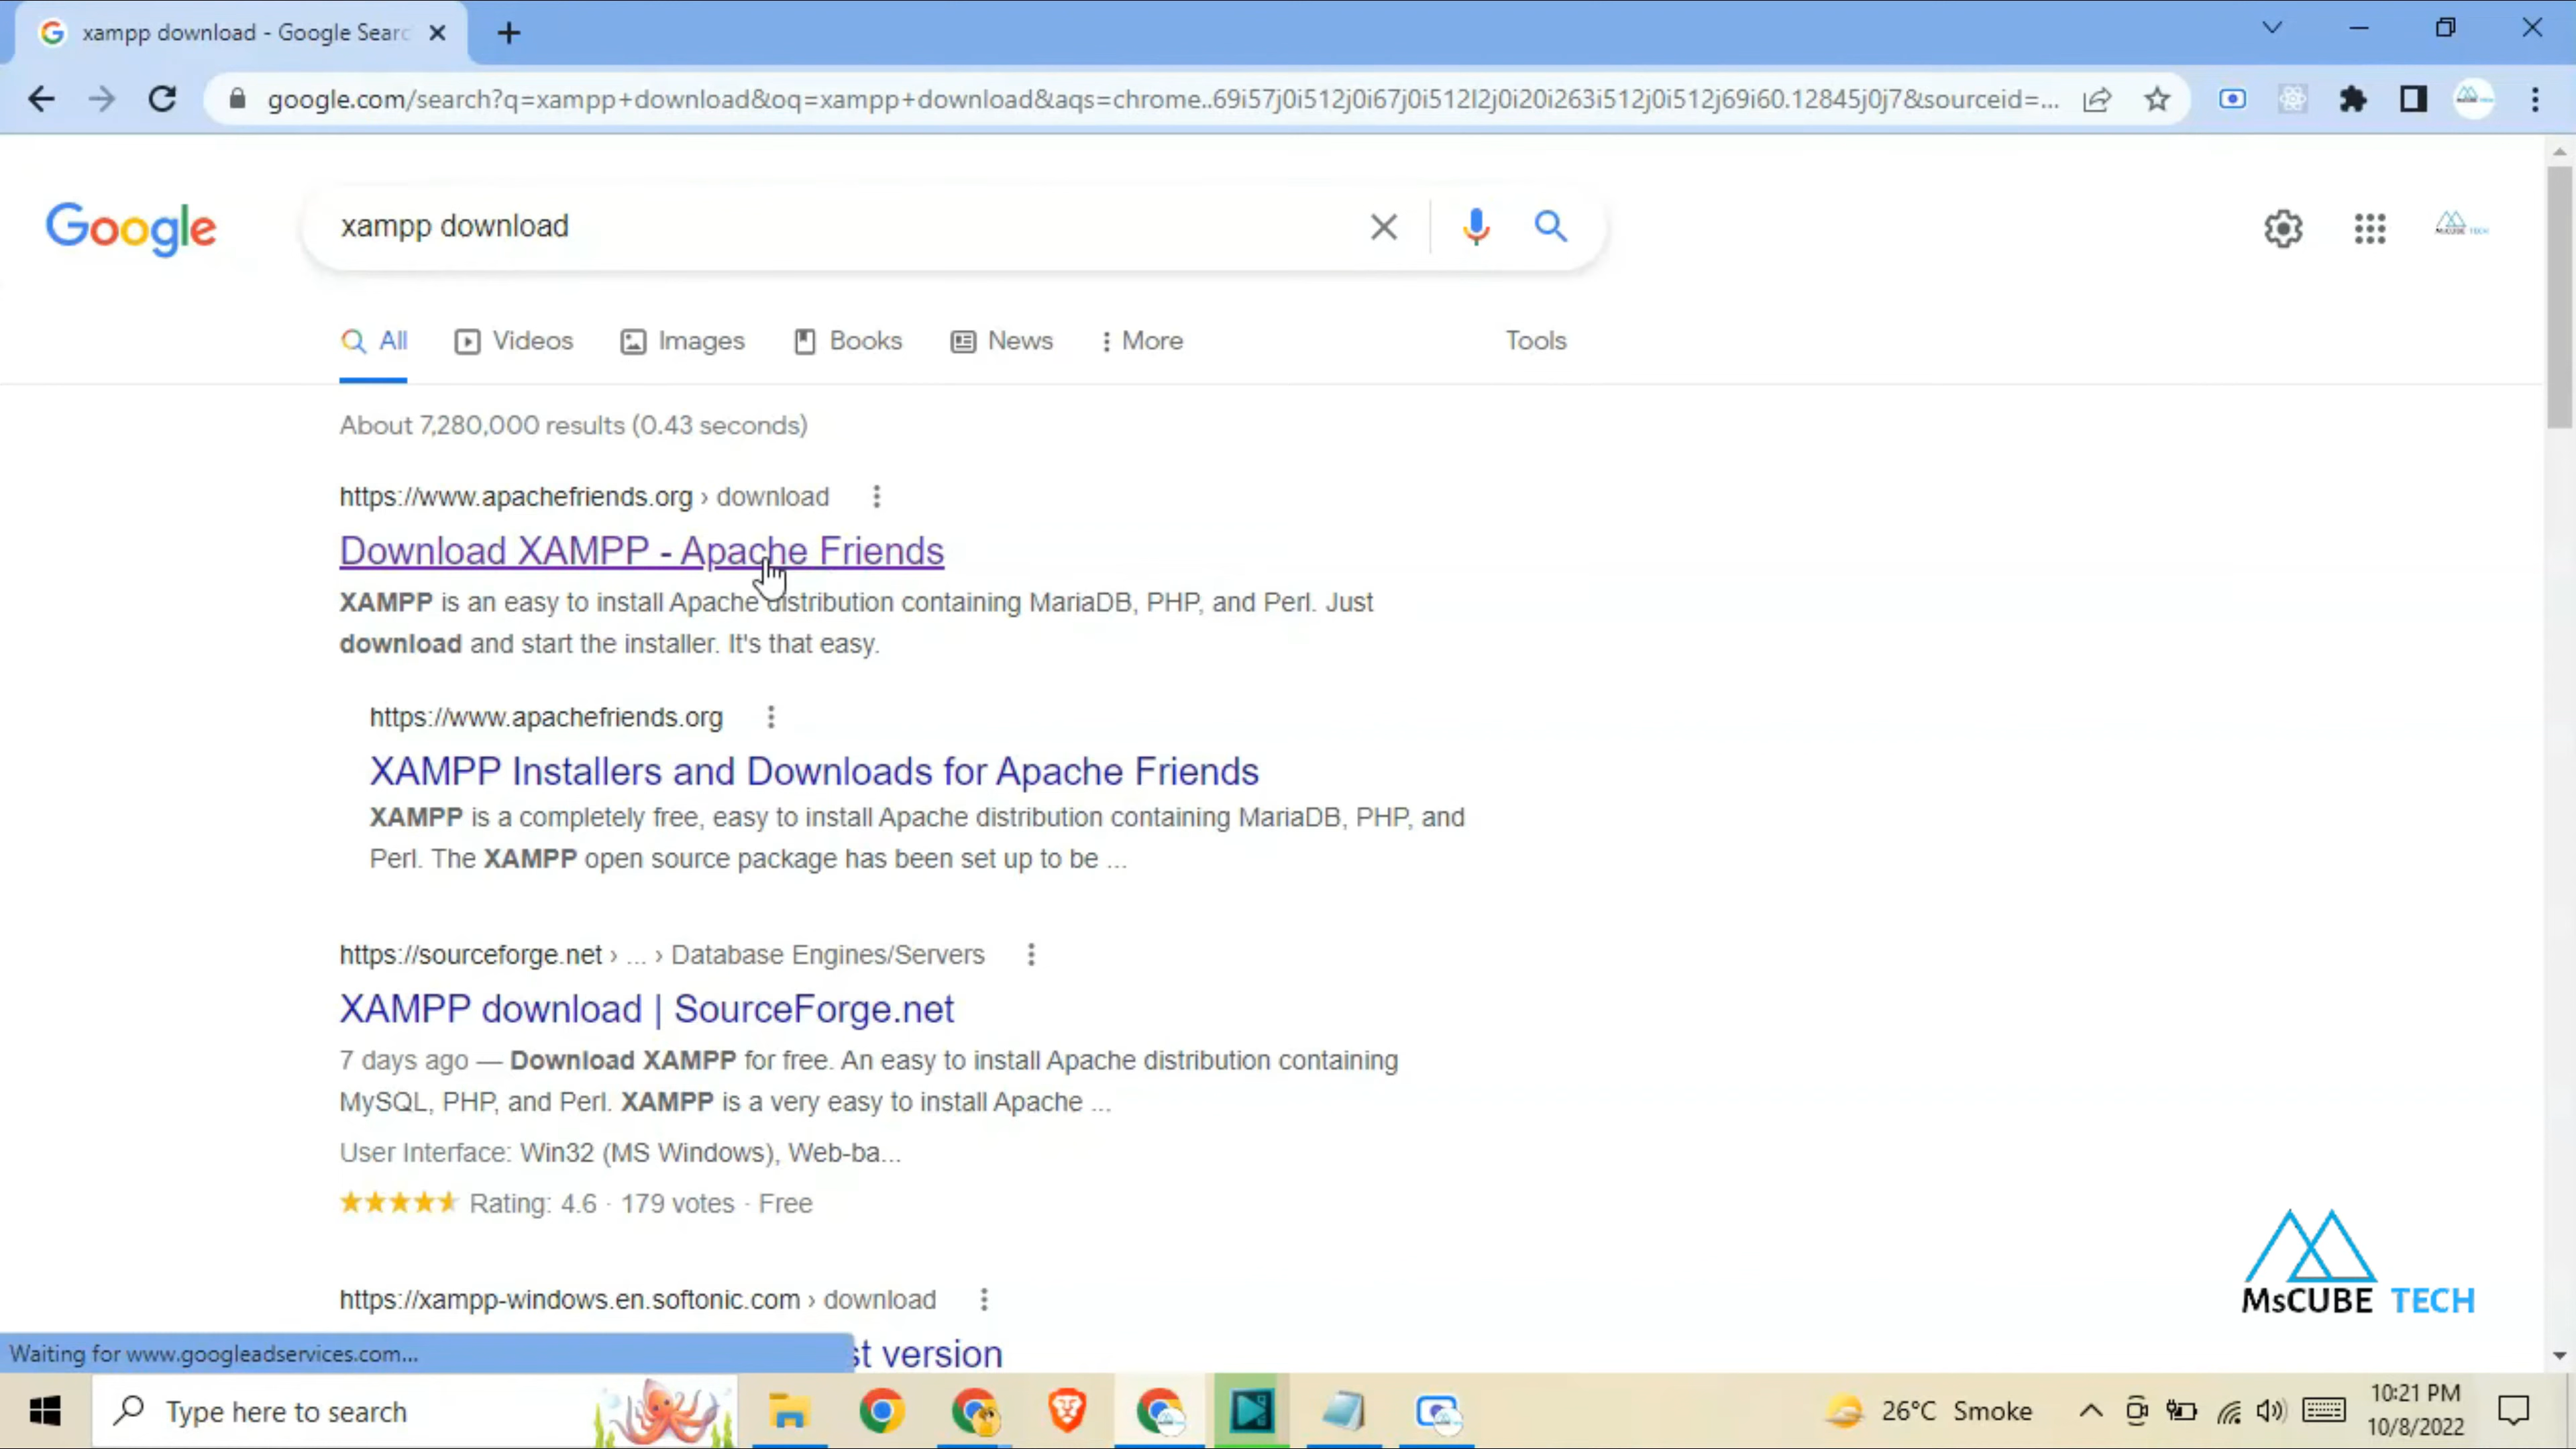 xampp download - Google Searc
google.com/search?q=xampp+download&oq=xampp+download&aqs=chrome..69i57j0i512j0i67j0i512l2j0i20i263i512j0i512j69i60.12845j0j7&sourceid=...
Google
xampp download
All Videos Images Books News More Tools
About 7,280,000 results (0.43 seconds)
https://www.apachefriends.org › download
Download XAMPP - Apache Friends
XAMPP is an easy to install Apache distribution containing MariaDB, PHP, and Perl. Just
download and start the installer. It's that easy.
https://www.apachefriends.org
XAMPP Installers and Downloads for Apache Friends
XAMPP is a completely free, easy to install Apache distribution containing MariaDB, PHP, and
Perl. The XAMPP open source package has been set up to be ...
https://sourceforge.net › ... › Database Engines/Servers
XAMPP download | SourceForge.net
7 days ago — Download XAMPP for free. An easy to install Apache distribution containing
MySQL, PHP, and Perl. XAMPP is a very easy to install Apache ...
User Interface: Win32 (MS Windows), Web-ba...
Rating: 4.6 · 179 votes · Free
https://xampp-windows.en.softonic.com › download
st version
MsCUBE TECH
Waiting for www.googleadservices.com...
Type here to search
26°C Smoke
10:21 PM
10/8/2022